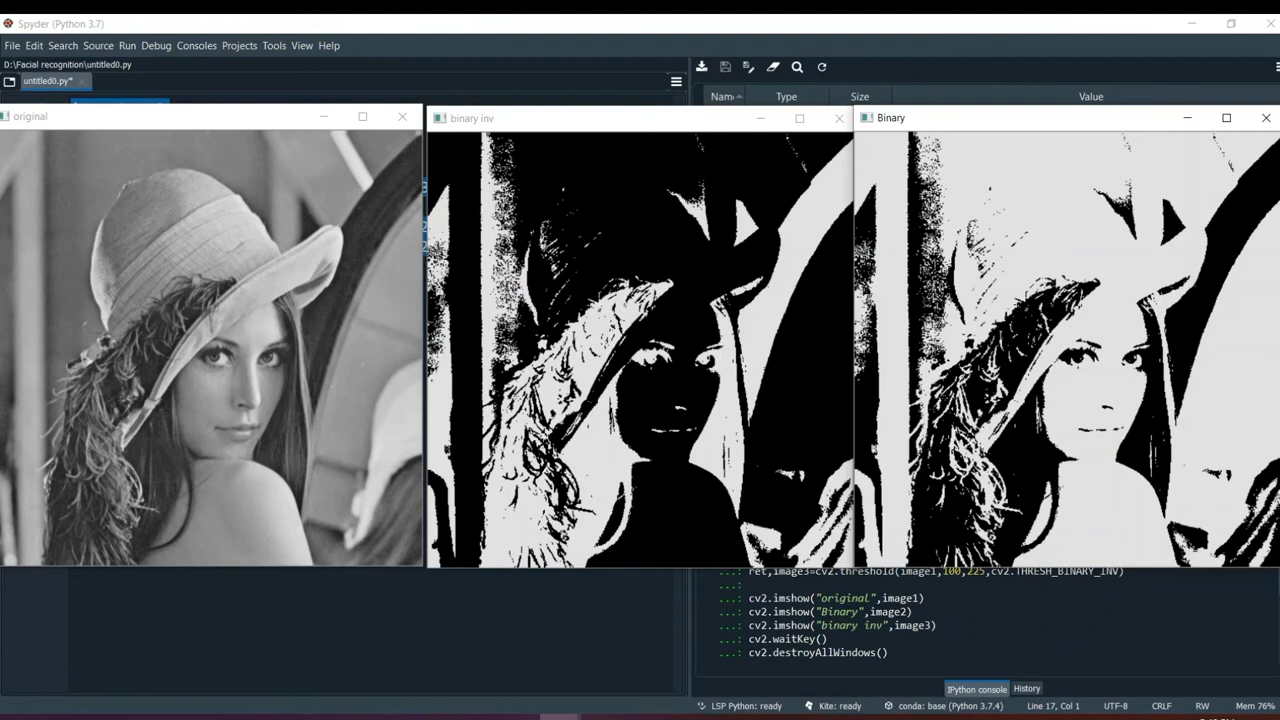 Spyder (Python 3.7)
File Edit Search Source Run Debug Consoles Projects Tools View Help
D:\Facial recognition\untitled0.py
untitled0.py*
Name Type Size Value
original
binary inv
Binary
...: ret,image3=cv2.threshold(image1,100,225,cv2.THRESH_BINARY_INV)
...:
...: cv2.imshow("original",image1)
...: cv2.imshow("Binary",image2)
...: cv2.imshow("binary inv",image3)
...: cv2.waitKey()
...: cv2.destroyAllWindows()
IPython console History
LSP Python: ready Kite: ready conda: base (Python 3.7.4) Line 17, Col 1 UTF-8 CRLF RW Mem 76%